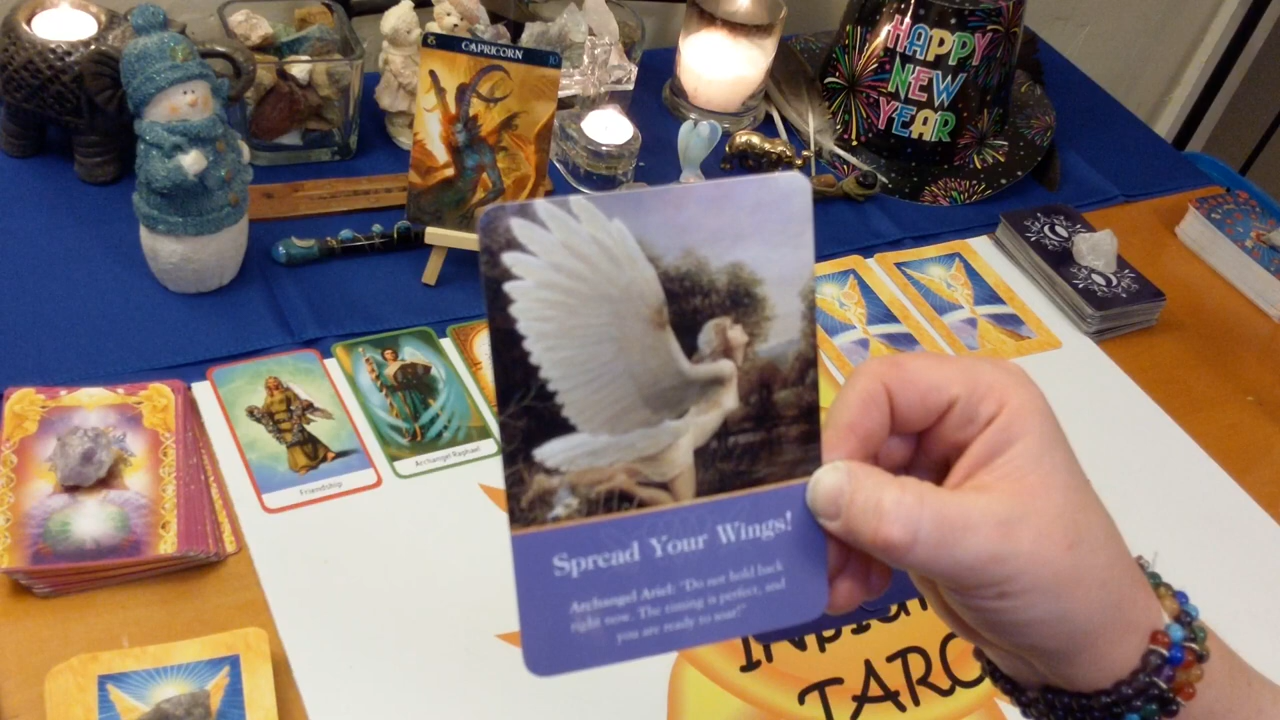 CAPRICORN
10
HAPPY
NEW
YEAR
Friendship
Archangel Raphael
Spread Your Wings!
Archangel Ariel: "Do not hold back
right now. The timing is perfect, and
you are ready to soar!"
TARO